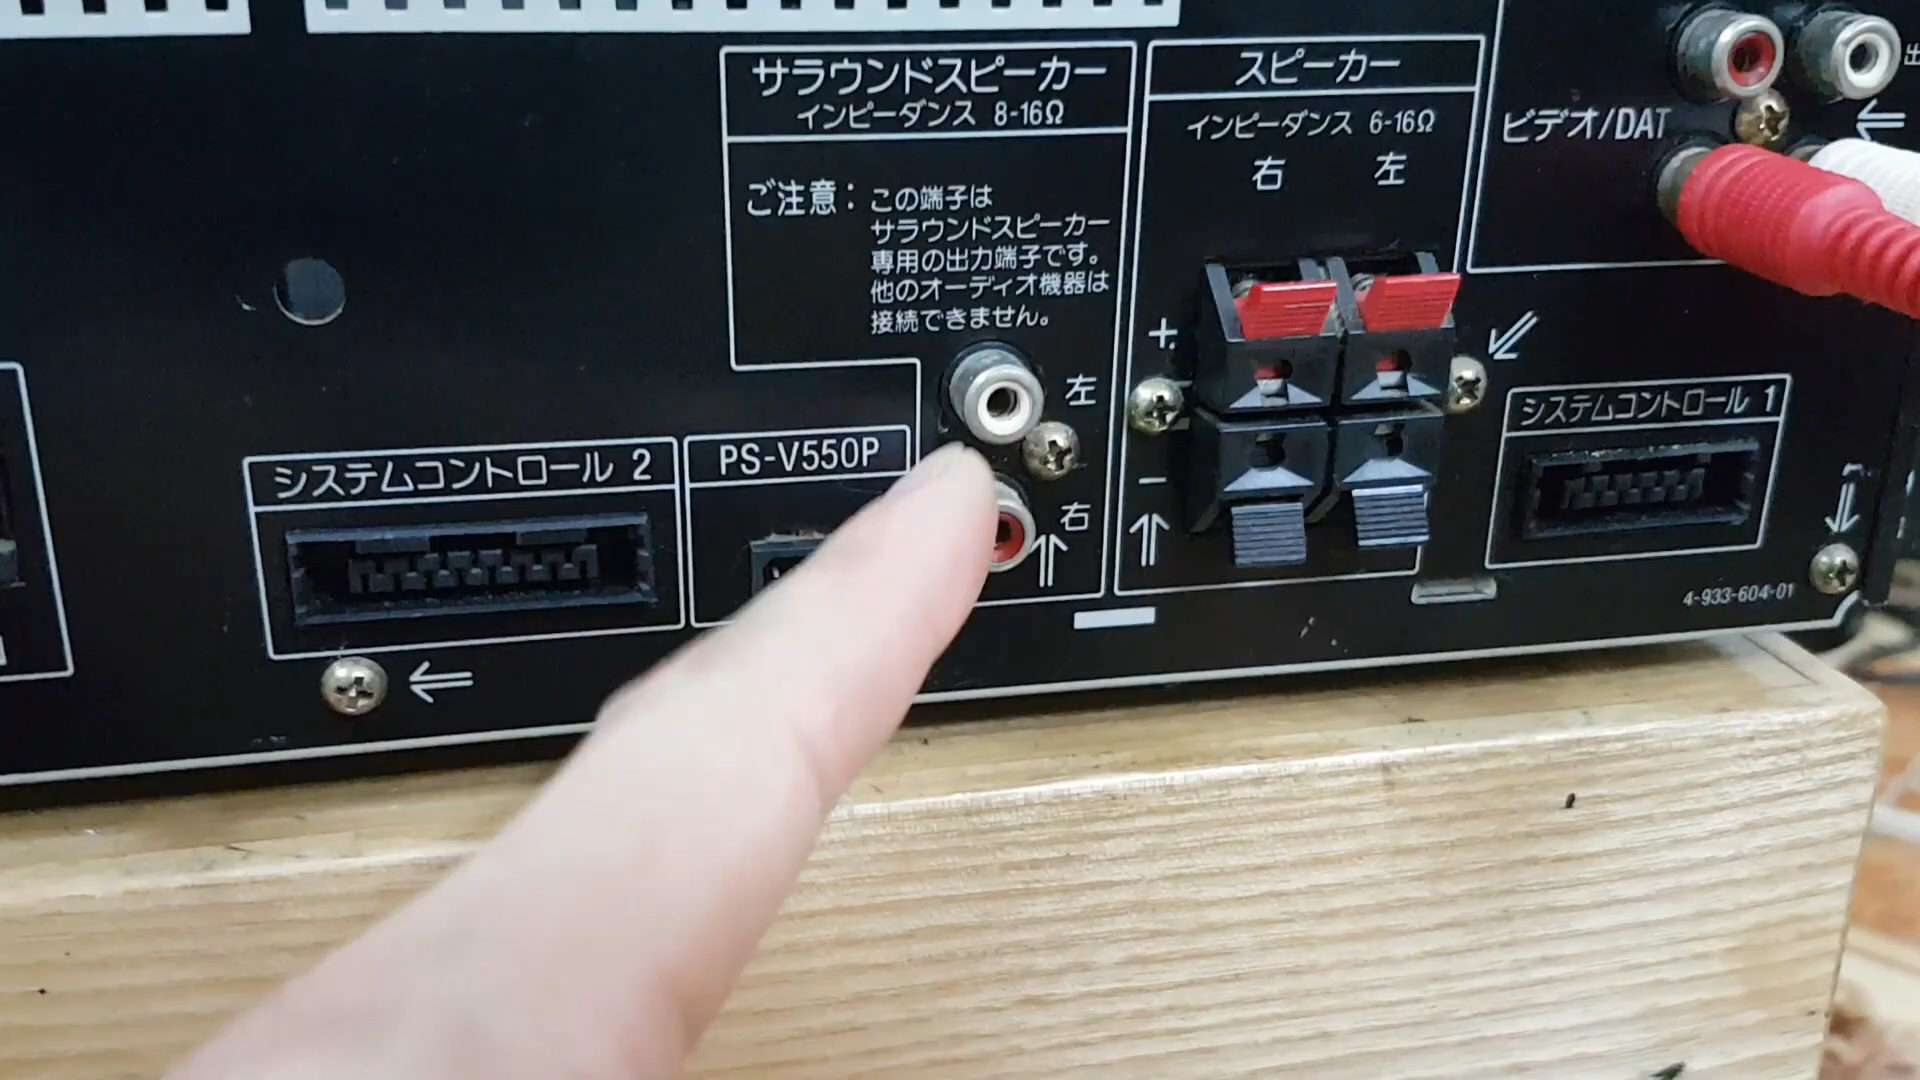 サラウンドスピーカー
インピーダンス 8-16Ω
ご注意：この端子は
サラウンドスピーカー
専用の出力端子です。
他のオーディオ機器は
接続できません。
左
右
スピーカー
インピーダンス 6-16Ω
右 左
+
−
ビデオ/DAT
システムコントロール 2
PS-V550P
システムコントロール 1
4-933-604-01